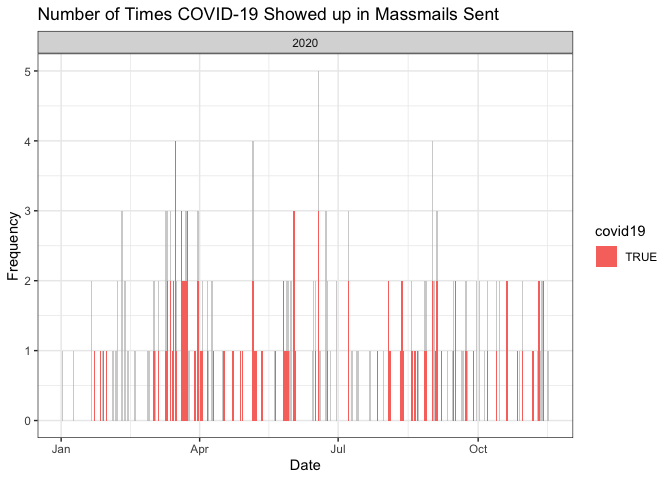 Number of Times COVID-19 Showed up in Massmails Sent
2020
5
4
3
2
1
0
Frequency
Jan Apr Jul Oct
Date
covid19
TRUE